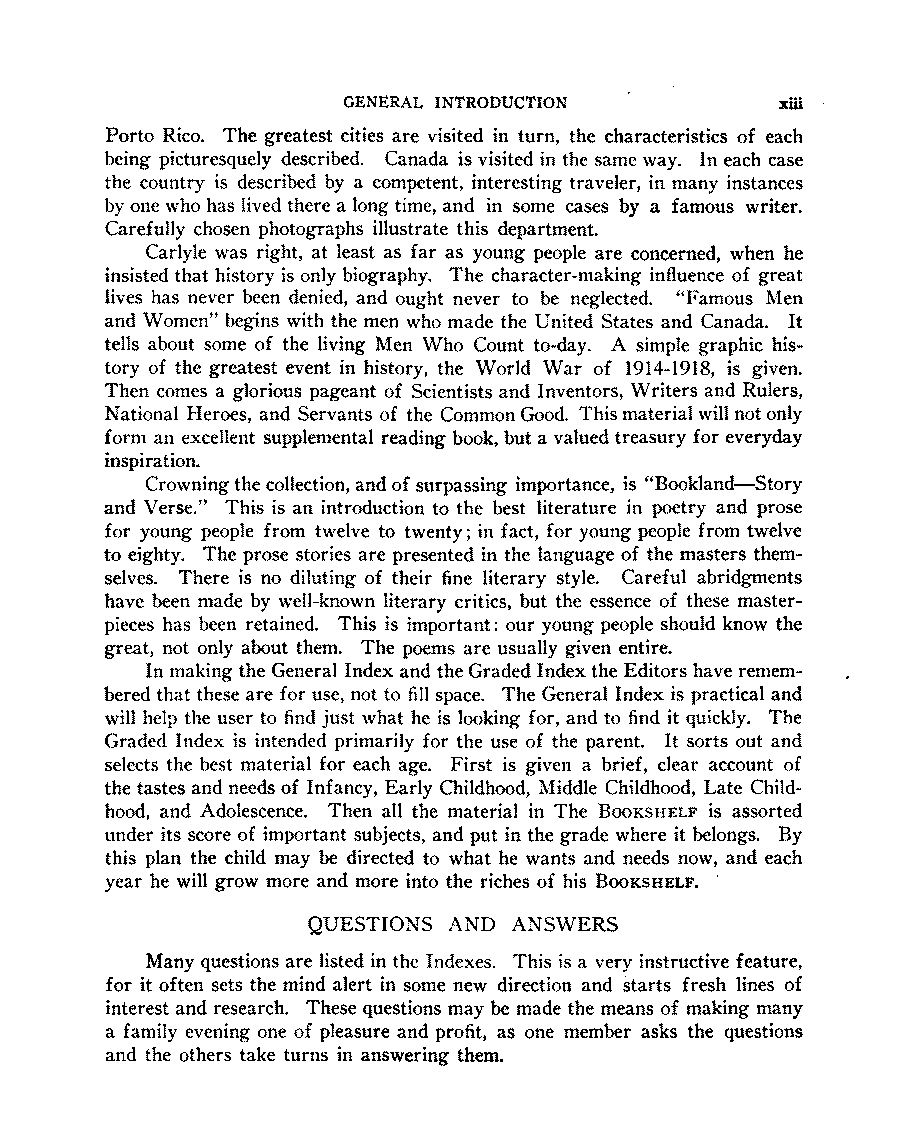 GENERAL INTRODUCTION xiii
Porto Rico. The greatest cities are visited in turn, the characteristics of each
being picturesquely described. Canada is visited in the same way. In each case
the country is described by a competent, interesting traveler, in many instances
by one who has lived there a long time, and in some cases by a famous writer.
Carefully chosen photographs illustrate this department.
Carlyle was right, at least as far as young people are concerned, when he
insisted that history is only biography. The character-making influence of great
lives has never been denied, and ought never to be neglected. “Famous Men
and Women” begins with the men who made the United States and Canada. It
tells about some of the living Men Who Count to-day. A simple graphic his-
tory of the greatest event in history, the World War of 1914-1918, is given.
Then comes a glorious pageant of Scientists and Inventors, Writers and Rulers,
National Heroes, and Servants of the Common Good. This material will not only
form an excellent supplemental reading book, but a valued treasury for everyday
inspiration.
Crowning the collection, and of surpassing importance, is “Bookland—Story
and Verse.” This is an introduction to the best literature in poetry and prose
for young people from twelve to twenty; in fact, for young people from twelve
to eighty. The prose stories are presented in the language of the masters them-
selves. There is no diluting of their fine literary style. Careful abridgments
have been made by well-known literary critics, but the essence of these master-
pieces has been retained. This is important: our young people should know the
great, not only about them. The poems are usually given entire.
In making the General Index and the Graded Index the Editors have remem-
bered that these are for use, not to fill space. The General Index is practical and
will help the user to find just what he is looking for, and to find it quickly. The
Graded Index is intended primarily for the use of the parent. It sorts out and
selects the best material for each age. First is given a brief, clear account of
the tastes and needs of Infancy, Early Childhood, Middle Childhood, Late Child-
hood, and Adolescence. Then all the material in The BOOKSHELF is assorted
under its score of important subjects, and put in the grade where it belongs. By
this plan the child may be directed to what he wants and needs now, and each
year he will grow more and more into the riches of his BOOKSHELF.
QUESTIONS AND ANSWERS
Many questions are listed in the Indexes. This is a very instructive feature,
for it often sets the mind alert in some new direction and starts fresh lines of
interest and research. These questions may be made the means of making many
a family evening one of pleasure and profit, as one member asks the questions
and the others take turns in answering them.